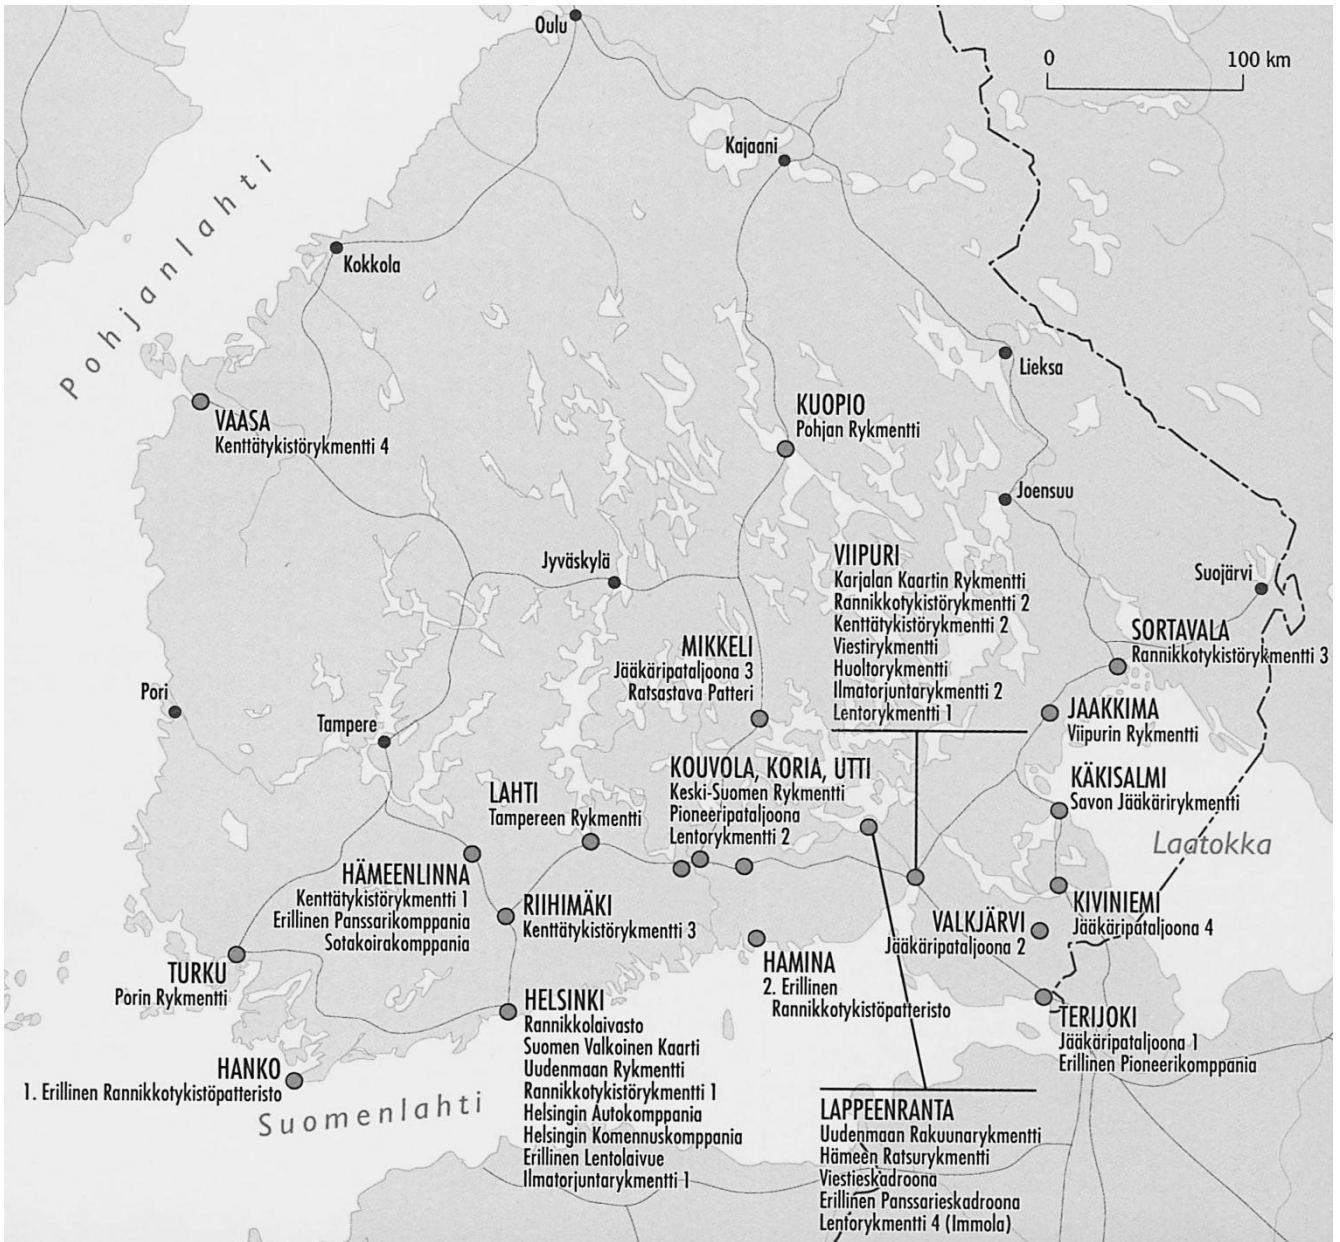 Oulu
0 100 km
Kajaani
Pohjanlahti
Kokkola
Lieksa
VAASA
Kenttätykistörykmentti 4
KUOPIO
Pohjan Rykmentti
Joensuu
Jyväskylä
VIIPURI
Karjalan Kaartin Rykmentti
Rannikkotykistörykmentti 2
Kenttätykistörykmentti 2
Viestirykmentti
Huoltorykmentti
Ilmatorjuntarykmentti 2
Lentorykmentti 1
Suojärvi
SORTAVALA
Rannikkotykistörykmentti 3
MIKKELI
Jääkäripataljoona 3
Ratsastava Patteri
Pori
Tampere
JAAKKIMA
Viipurin Rykmentti
KOUVOLA, KORIA, UTTI
Keski-Suomen Rykmentti
Pioneeripataljoona
Lentorykmentti 2
KÄKISALMI
Savon Jääkärirykmentti
LAHTI
Tampereen Rykmentti
Laatokka
HÄMEENLINNA
Kenttätykistörykmentti 1
Erillinen Panssarikomppania
Sotakoirakomppania
RIIHIMÄKI
Kenttätykistörykmentti 3
VALKJÄRVI
Jääkäripataljoona 2
KIVINIEMI
Jääkäripataljoona 4
TURKU
Porin Rykmentti
HAMINA
2. Erillinen
Rannikkotykistöpatteristo
HELSINKI
Rannikkolaivasto
Suomen Valkoinen Kaarti
Uudenmaan Rykmentti
Rannikkotykistörykmentti 1
Helsingin Autokomppania
Helsingin Komennuskomppania
Erillinen Lentolaivue
Ilmatorjuntarykmentti 1
TERIJOKI
Jääkäripataljoona 1
Erillinen Pioneerikomppania
HANKO
1. Erillinen Rannikkotykistöpatteristo
Suomenlahti
LAPPEENRANTA
Uudenmaan Rakuunarykmentti
Hämeen Ratsurykmentti
Viestieskadroona
Erillinen Panssarieskadroona
Lentorykmentti 4 (Immola)